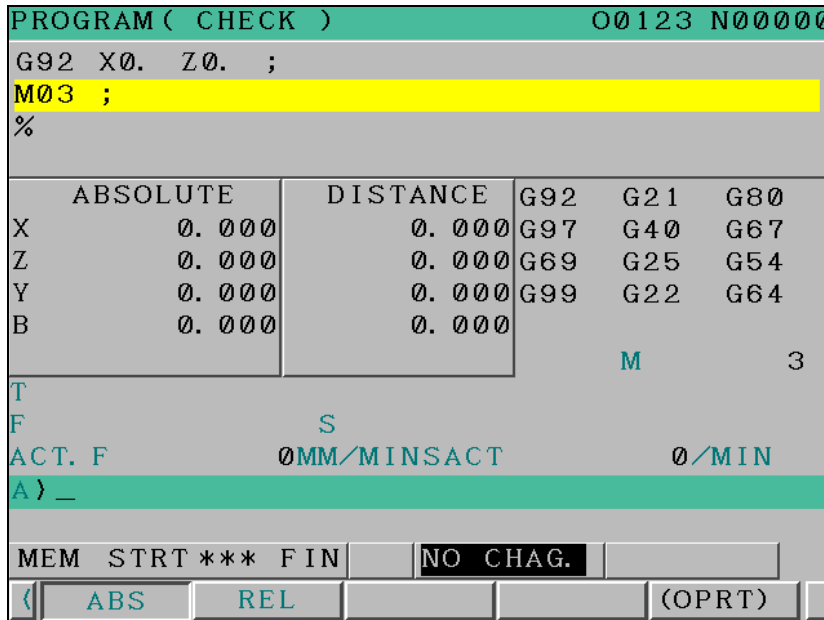 PROGRAM ( CHECK ) O0123 N00000
G92 X0. Z0. ;
M03 ;
%
ABSOLUTE DISTANCE G92 G21 G80
X 0. 000 0. 000 G97 G40 G67
Z 0. 000 0. 000 G69 G25 G54
Y 0. 000 0. 000 G99 G22 G64
B 0. 000 0. 000
M 3
T
F S
ACT. F 0MM/MINSACT 0/MIN
A) _
MEM STRT *** FIN NO CHAG.
( ABS REL (OPRT)